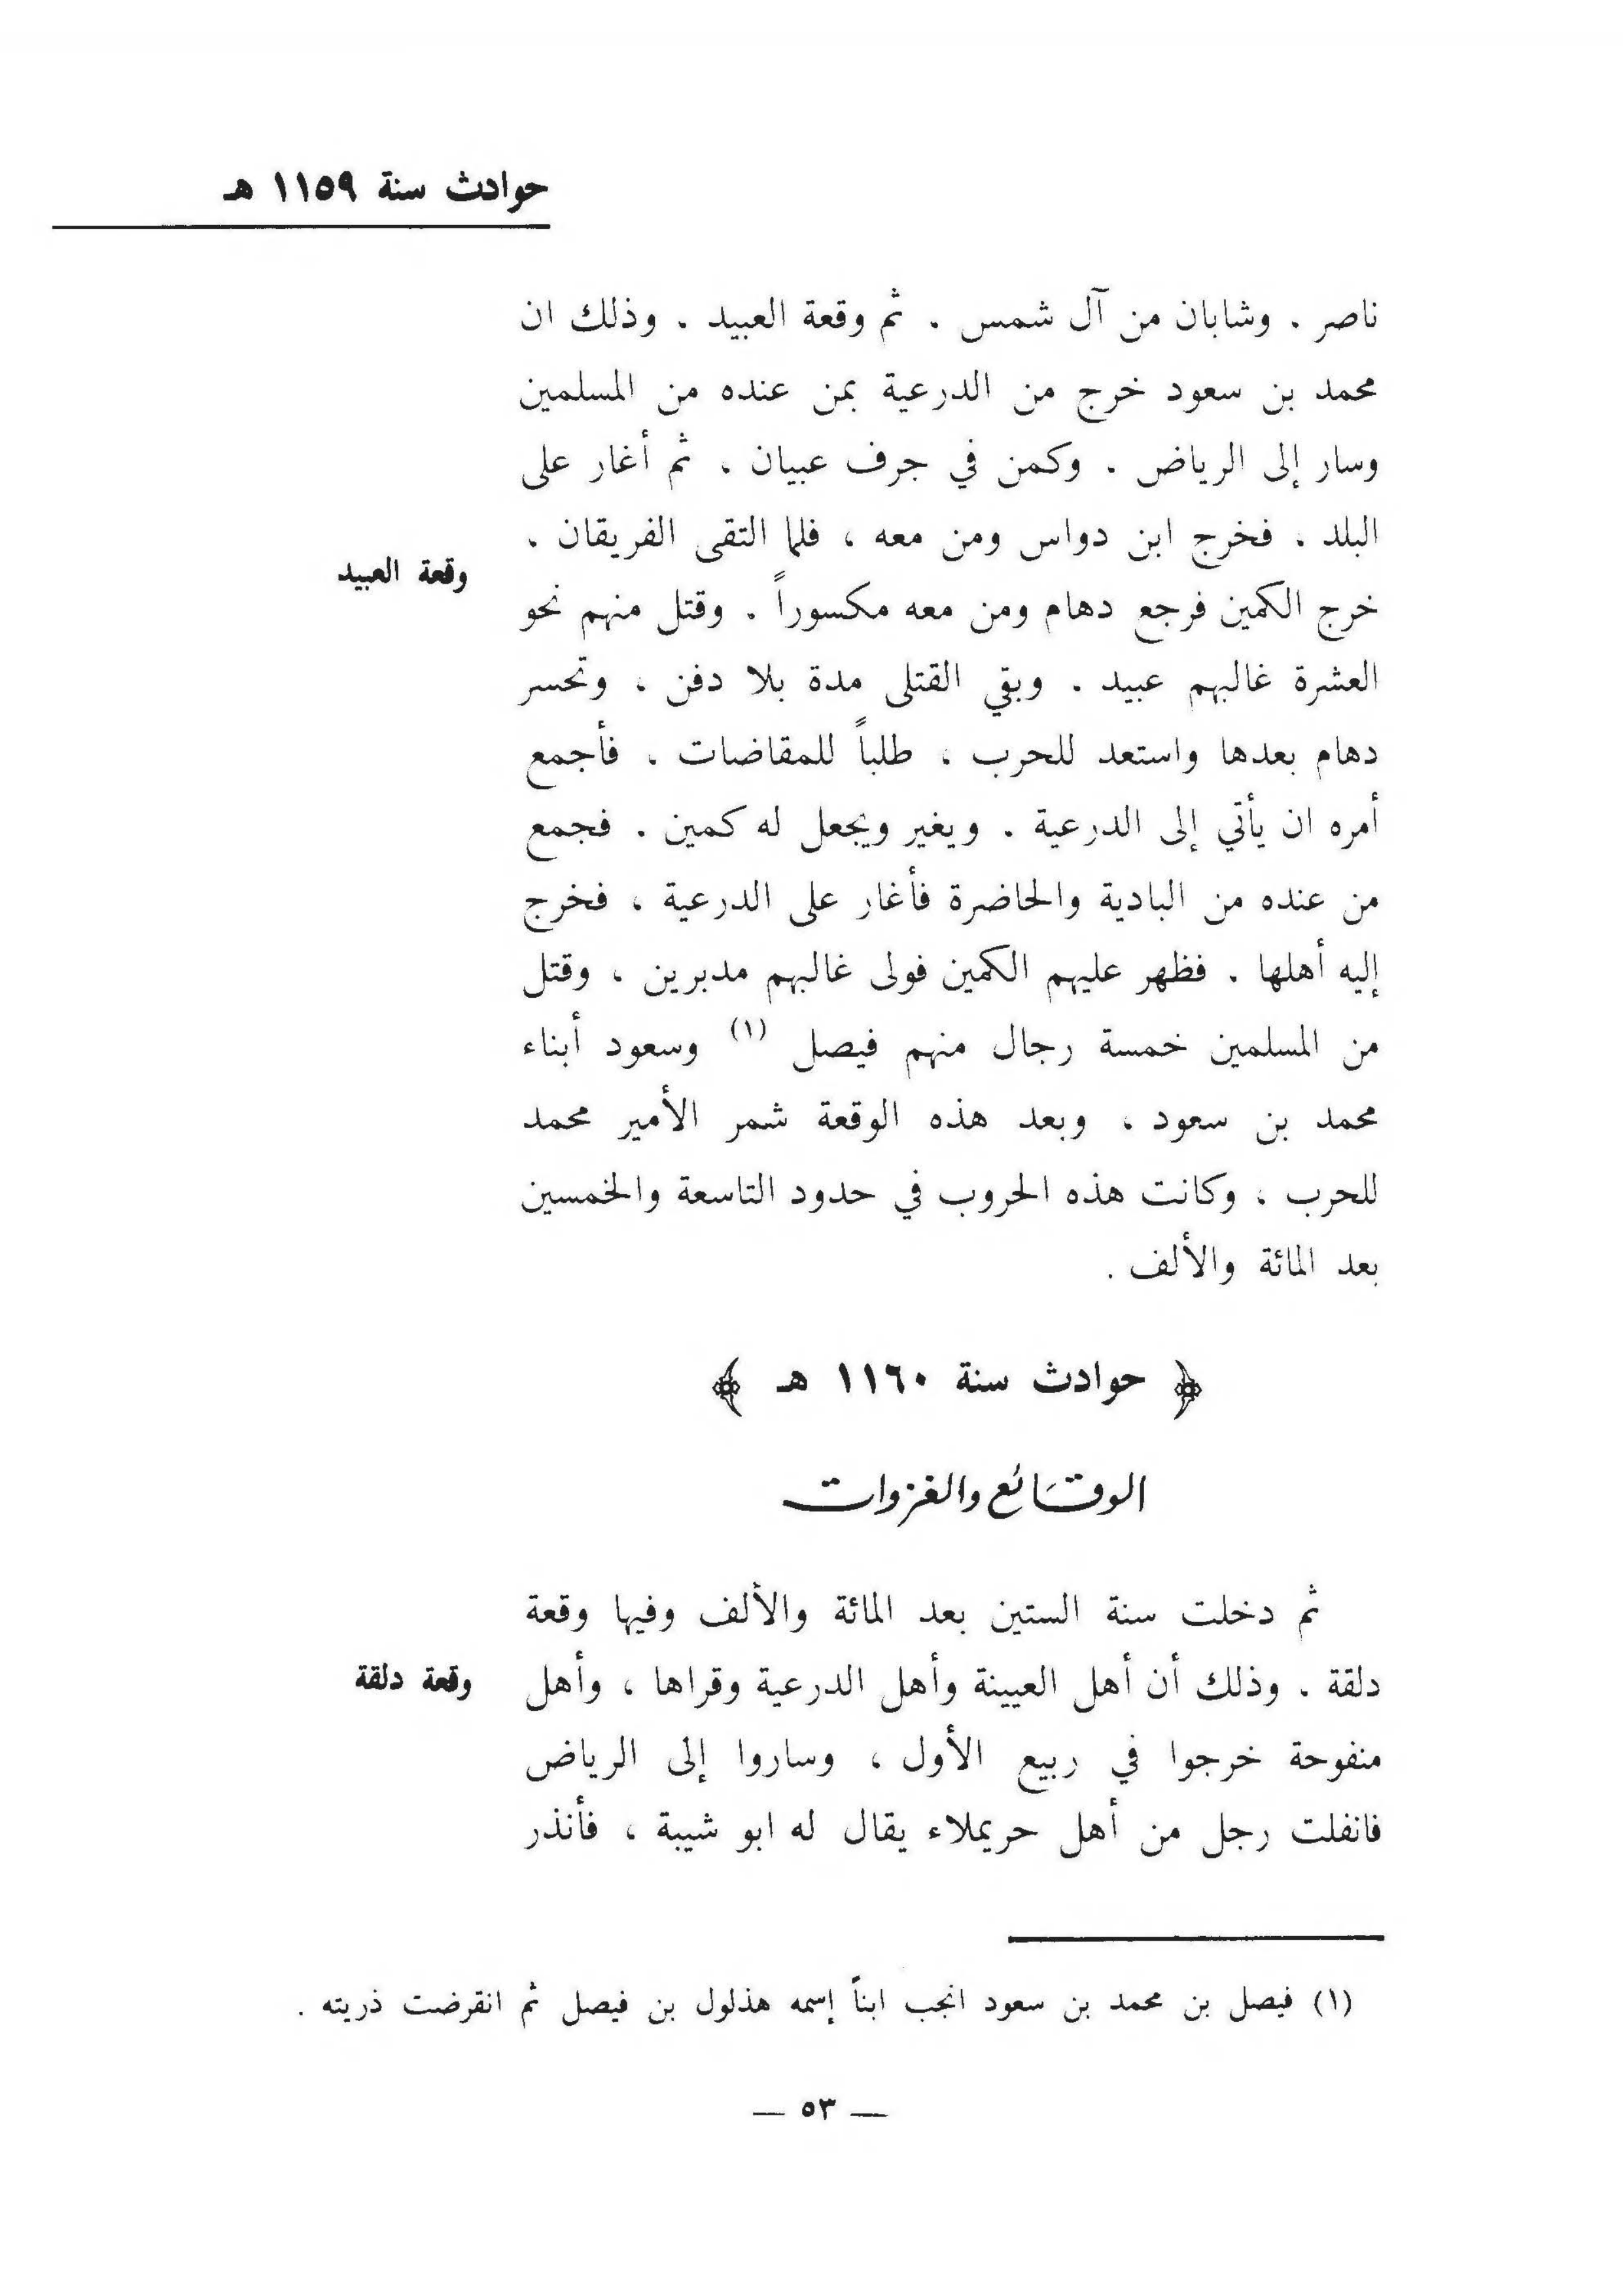 حوادث سنة ١١٥٩ هـ
ناصر . وشابان من آل شمس . ثم وقعة العبيد . وذلك ان
محمد بن سعود خرج من الدرعية بمن عنده من المسلمين
وسار إلى الرياض . وكمن في جرف عبيان ، ثم أغار على
البلد . فخرج ابن دواس ومن معه ، فلما التقى الفريقان .
وقعة العبيد
خرج الكمين فرجع دهام ومن معه مكسوراً . وقتل منهم نحو
العشرة غالبهم عبيد . وبقي القتلى مدة بلا دفن ، وتحسر
دهام بعدها واستعد للحرب ، طلباً للمقاضات . فأجمع
أمره ان يأتي إلى الدرعية . ويغير ويجعل له كمين . فجمع
من عنده من البادية والحاضرة فأغار على الدرعية ، فخرج
إليه أهلها . فظهر عليهم الكمين فولى غالبهم مدبرين ، وقتل
من المسلمين خمسة رجال منهم فيصل (١) وسعود أبناء
محمد بن سعود ، وبعد هذه الوقعة شمر الأمير محمد
للحرب ، وكانت هذه الحروب في حدود التاسعة والخمسين
بعد المائة والألف .
﴿ حوادث سنة ١١٦٠ هـ ﴾
الوقائع والغزوات
ثم دخلت سنة الستين بعد المائة والألف وفيها وقعة
دلقة . وذلك أن أهل العيينة وأهل الدرعية وقراها ، وأهل
وقعة دلقة
منفوحة خرجوا في ربيع الأول ، وساروا إلى الرياض
فانفلت رجل من أهل حريملاء يقال له ابو شيبة ، فأنذر
(١) فيصل بن محمد بن سعود انجب ابناً إسمه هذلول بن فيصل ثم انقرضت ذريته .
— ٥٣ —